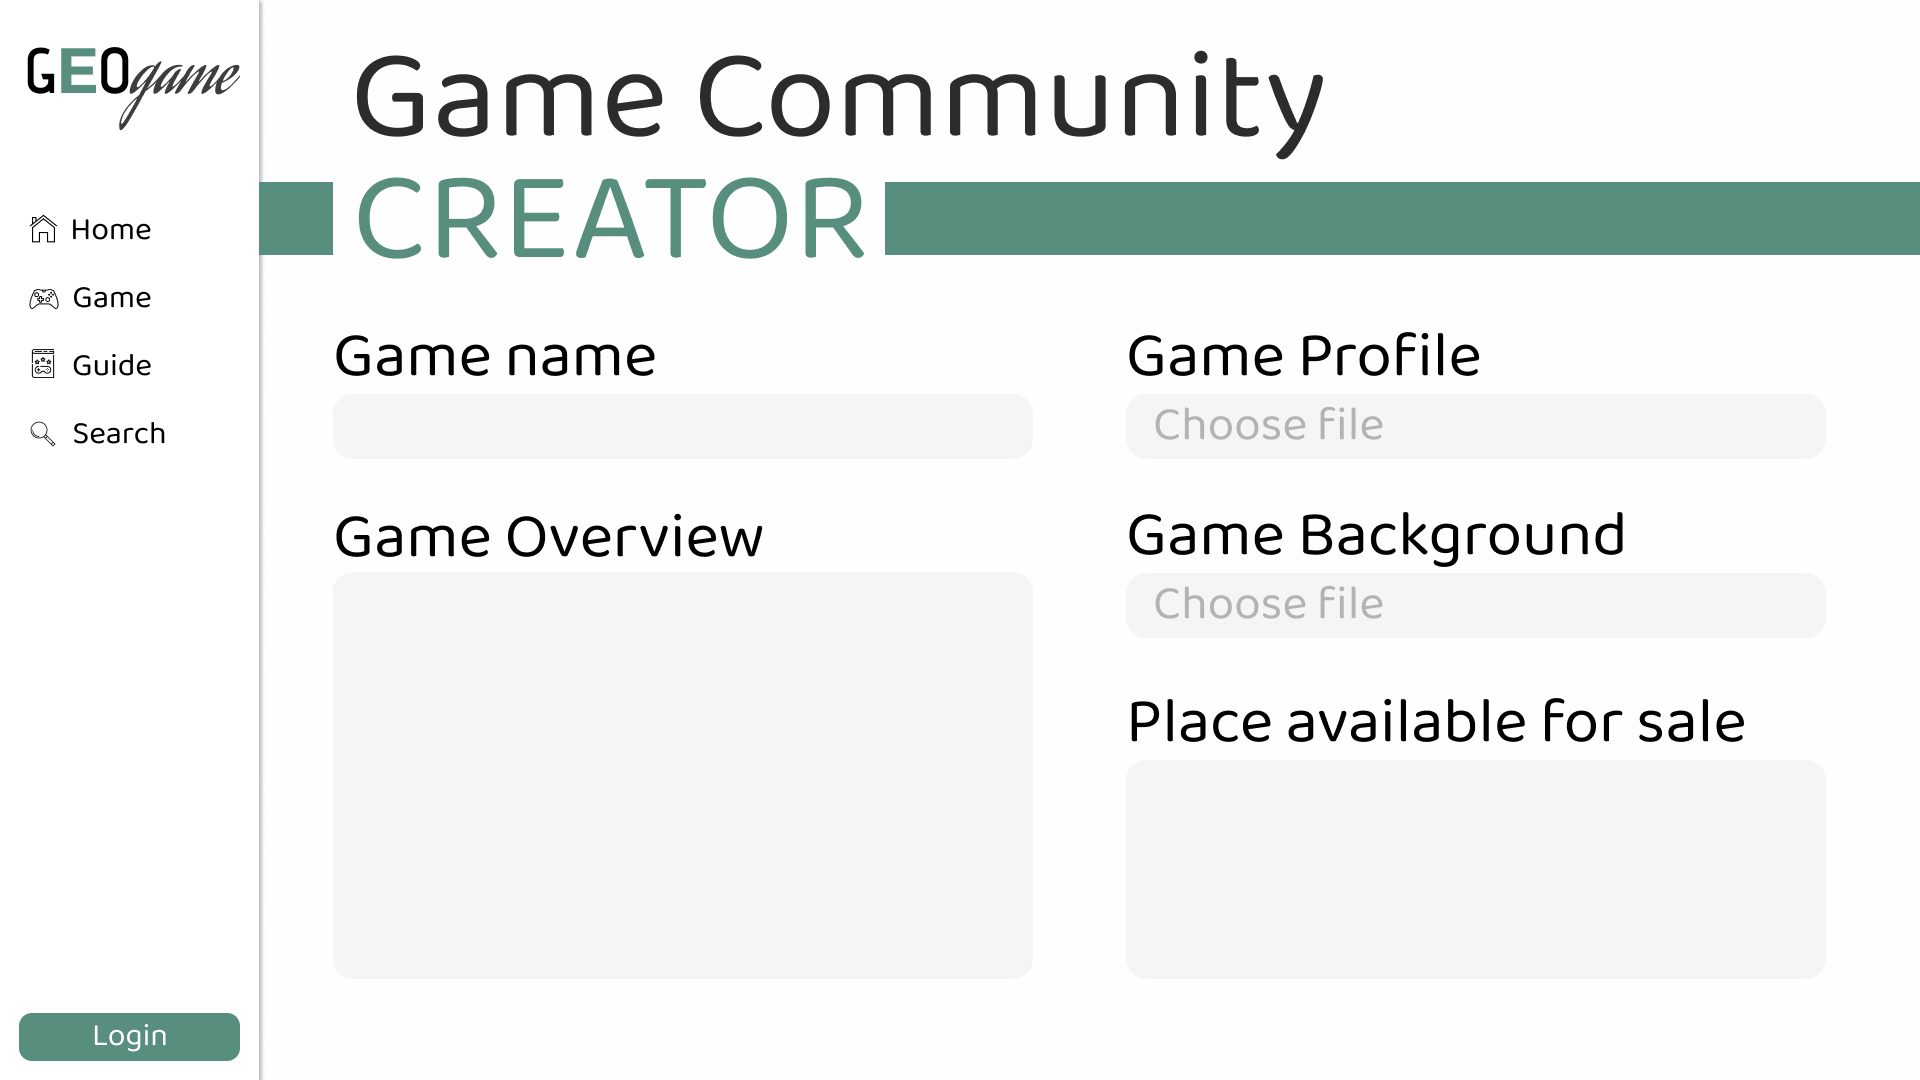 GEOgame
Home
Game
Guide
Search
Login
Game Community
CREATOR
Game name
Game Overview
Game Profile
Choose file
Game Background
Choose file
Place available for sale